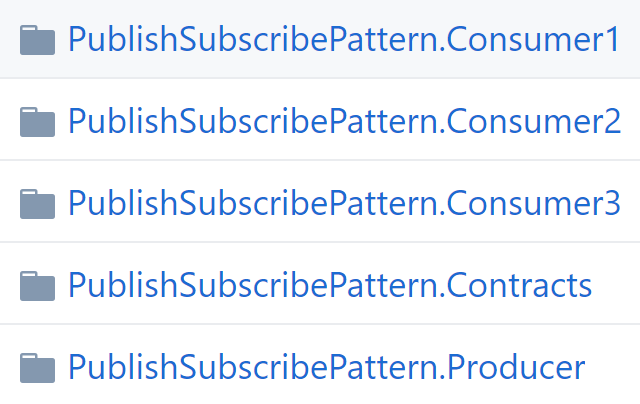 PublishSubscribePattern.Consumer1
PublishSubscribePattern.Consumer2
PublishSubscribePattern.Consumer3
PublishSubscribePattern.Contracts
PublishSubscribePattern.Producer